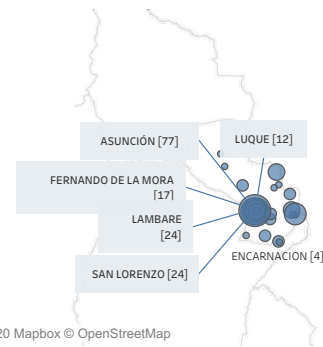 ASUNCIÓN [77]
LUQUE [12]
FERNANDO DE LA MORA
[17]
LAMBARE
[24]
ENCARNACION [4]
SAN LORENZO [24]
20 Mapbox © OpenStreetMap